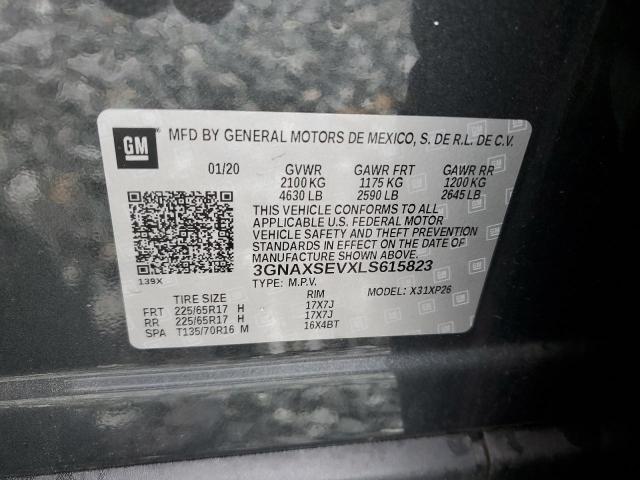 GM MFD BY GENERAL MOTORS DE MEXICO, S. DE R.L. DE C.V.
01/20 GVWR GAWR FRT GAWR RR
2100 KG 1175 KG 1200 KG
4630 LB 2590 LB 2645 LB
THIS VEHICLE CONFORMS TO ALL
APPLICABLE U.S. FEDERAL MOTOR
VEHICLE SAFETY AND THEFT PREVENTION
STANDARDS IN EFFECT ON THE DATE OF
MANUFACTURE SHOWN ABOVE.
3GNAXSEVXLS615823
139X TYPE: M.P.V. MODEL: X31XP26
TIRE SIZE RIM
FRT 225/65R17 H 17X7J
RR 225/65R17 H 17X7J
SPA T135/70R16 M 16X4BT